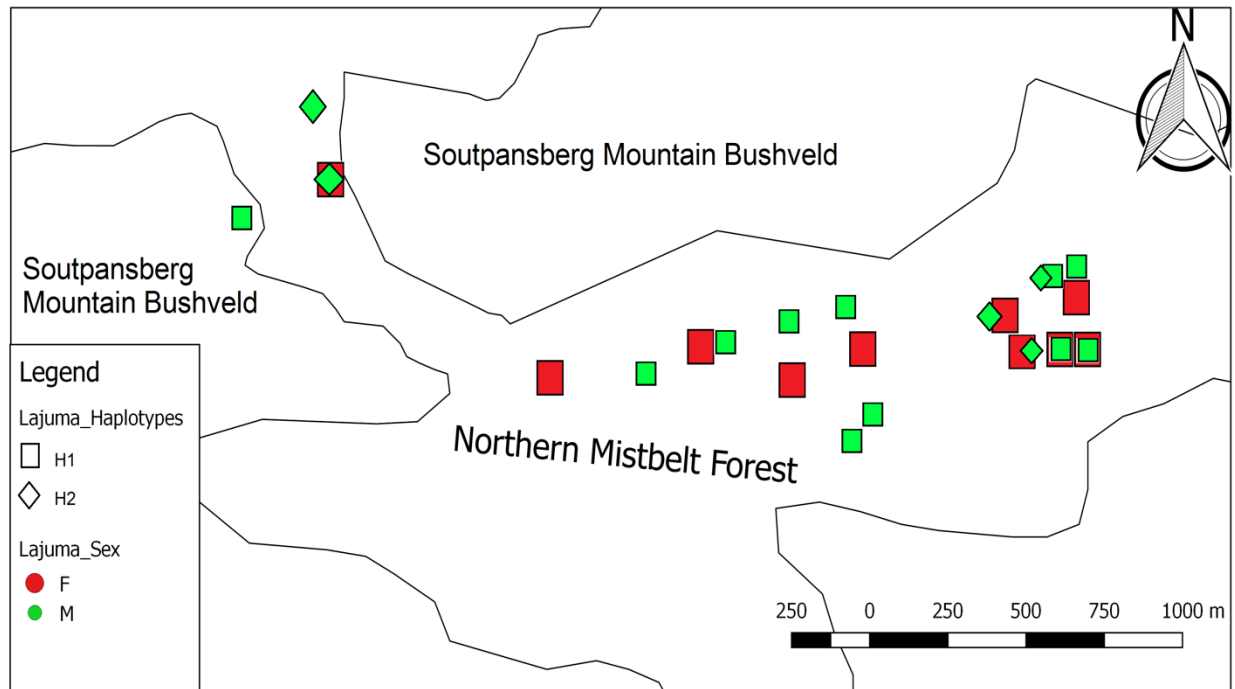 N
Soutpansberg Mountain Bushveld
Soutpansberg
Mountain Bushveld
Northern Mistbelt Forest
Legend
Lajuma_Haplotypes
H1
H2
Lajuma_Sex
F
M
250 0 250 500 750 1000 m